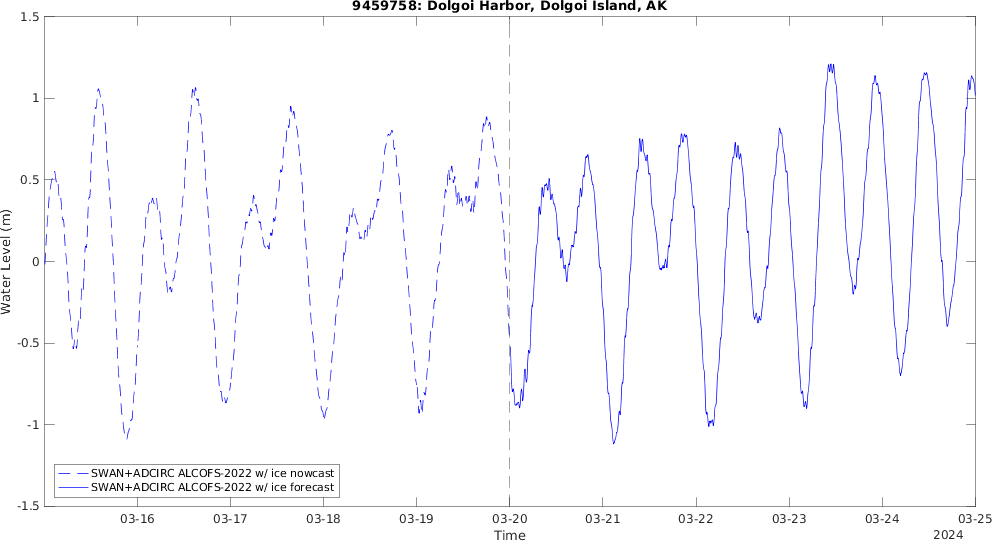 9459758: Dolgoi Harbor, Dolgoi Island, AK
1.5
1
0.5
0
-0.5
-1
-1.5
Water Level (m)
SWAN+ADCIRC ALCOFS-2022 w/ ice nowcast
SWAN+ADCIRC ALCOFS-2022 w/ ice forecast
03-16 03-17 03-18 03-19 03-20 03-21 03-22 03-23 03-24 03-25
Time
2024